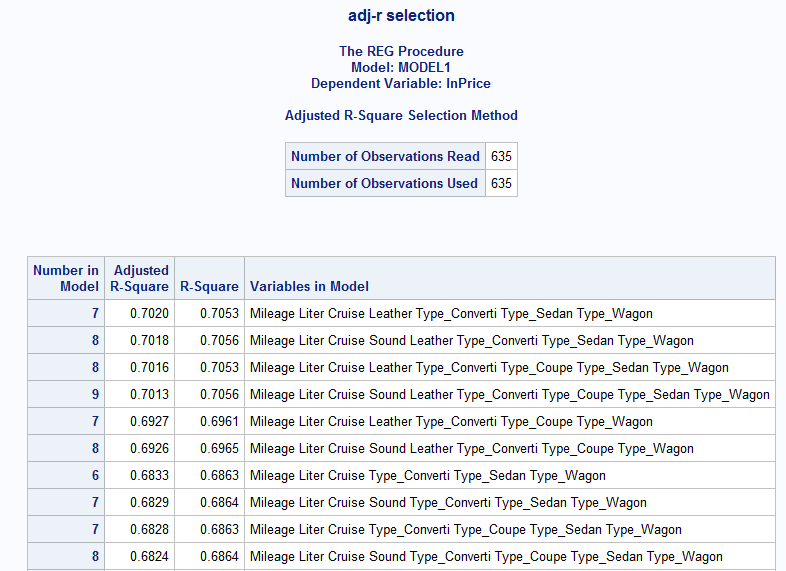 adj-r selection
The REG Procedure
Model: MODEL1
Dependent Variable: InPrice
Adjusted R-Square Selection Method
Number of Observations Read 635
Number of Observations Used 635
Number in Model Adjusted R-Square R-Square Variables in Model
7 0.7020 0.7053 Mileage Liter Cruise Leather Type_Converti Type_Sedan Type_Wagon
8 0.7018 0.7056 Mileage Liter Cruise Sound Leather Type_Converti Type_Sedan Type_Wagon
8 0.7016 0.7053 Mileage Liter Cruise Leather Type_Converti Type_Coupe Type_Sedan Type_Wagon
9 0.7013 0.7056 Mileage Liter Cruise Sound Leather Type_Converti Type_Coupe Type_Sedan Type_Wagon
7 0.6927 0.6961 Mileage Liter Cruise Leather Type_Converti Type_Coupe Type_Wagon
8 0.6926 0.6965 Mileage Liter Cruise Sound Leather Type_Converti Type_Coupe Type_Wagon
6 0.6833 0.6863 Mileage Liter Cruise Type_Converti Type_Sedan Type_Wagon
7 0.6829 0.6864 Mileage Liter Cruise Sound Type_Converti Type_Sedan Type_Wagon
7 0.6828 0.6863 Mileage Liter Cruise Type_Converti Type_Coupe Type_Sedan Type_Wagon
8 0.6824 0.6864 Mileage Liter Cruise Sound Type_Converti Type_Coupe Type_Sedan Type_Wagon